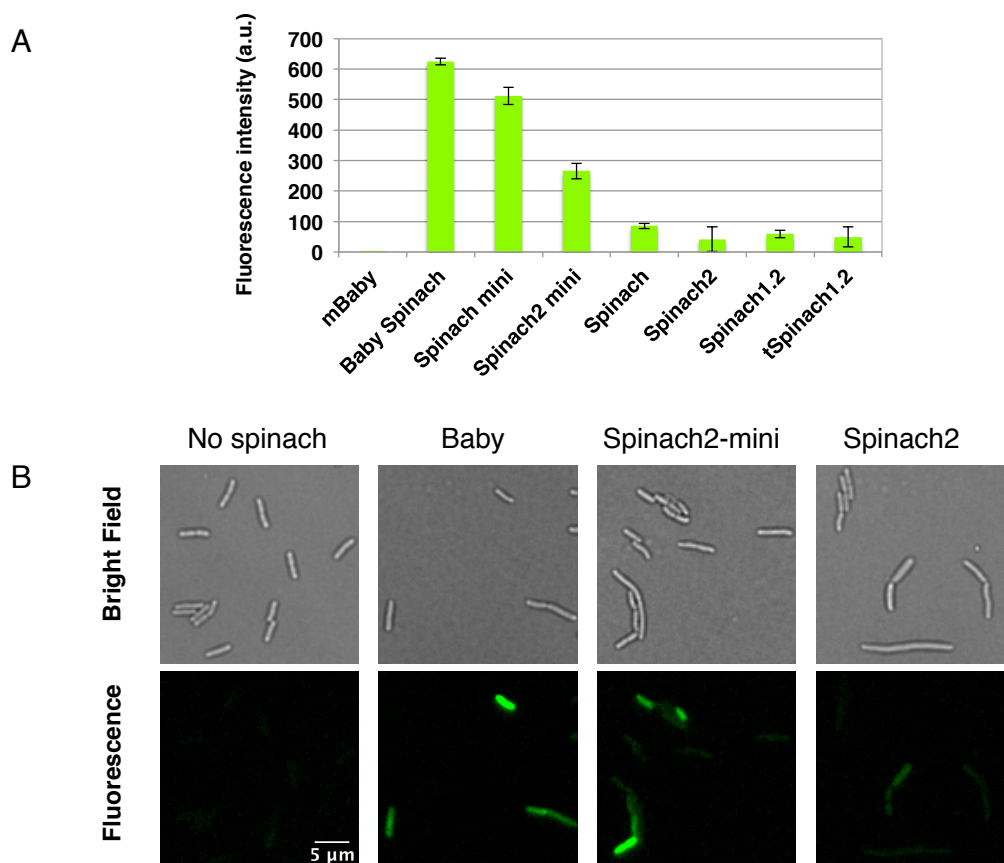 A
Fluorescence intensity (a.u.)
700
600
500
400
300
200
100
0
mBaby
Baby Spinach
Spinach mini
Spinach2 mini
Spinach
Spinach2
Spinach1.2
tSpinach1.2
B
No spinach
Baby
Spinach2-mini
Spinach2
Bright Field
Fluorescence
5 µm